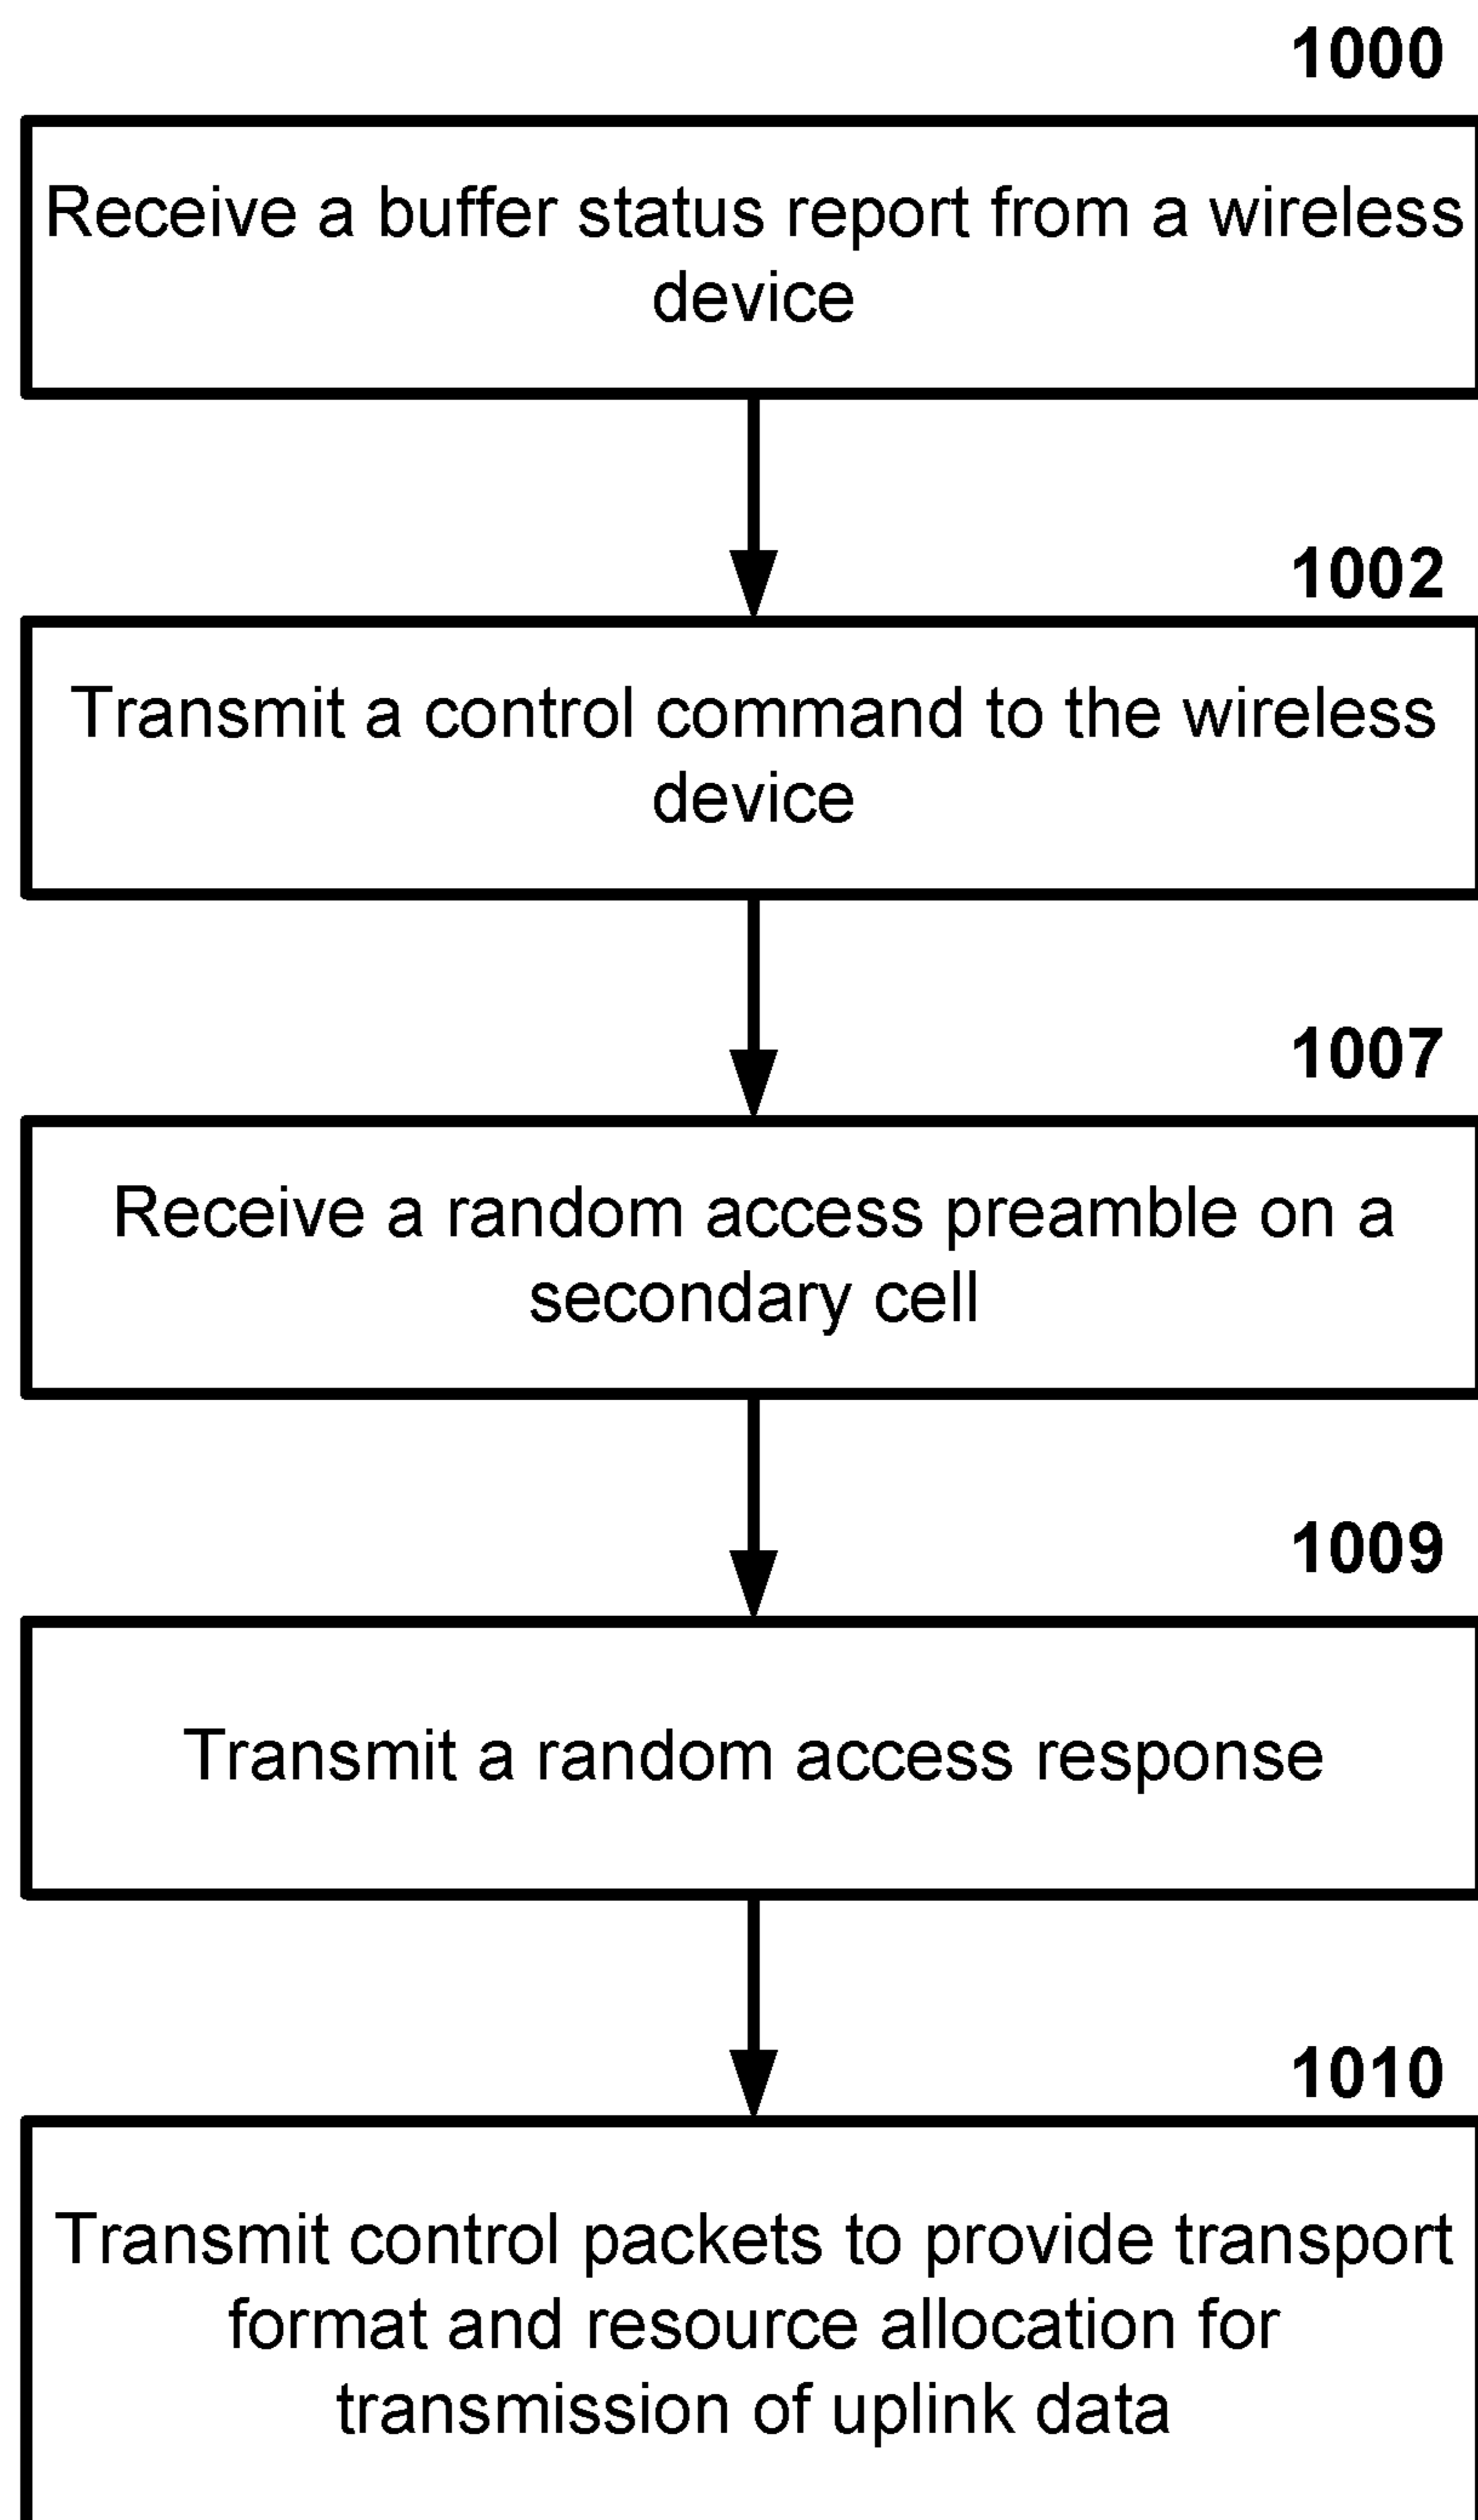 1000
Receive a buffer status report from a wireless
device
1002
Transmit a control command to the wireless
device
1007
Receive a random access preamble on a
secondary cell
1009
Transmit a random access response
1010
Transmit control packets to provide transport
format and resource allocation for
transmission of uplink data